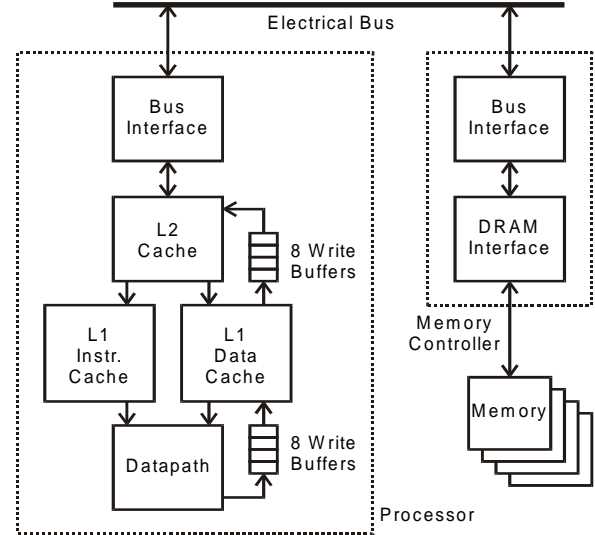 Electrical Bus
Bus
Interface
L2
Cache
8 Write
Buffers
L1
Instr.
Cache
L1
Data
Cache
Datapath
8 Write
Buffers
Processor
Bus
Interface
DRAM
Interface
Memory
Controller
Memory